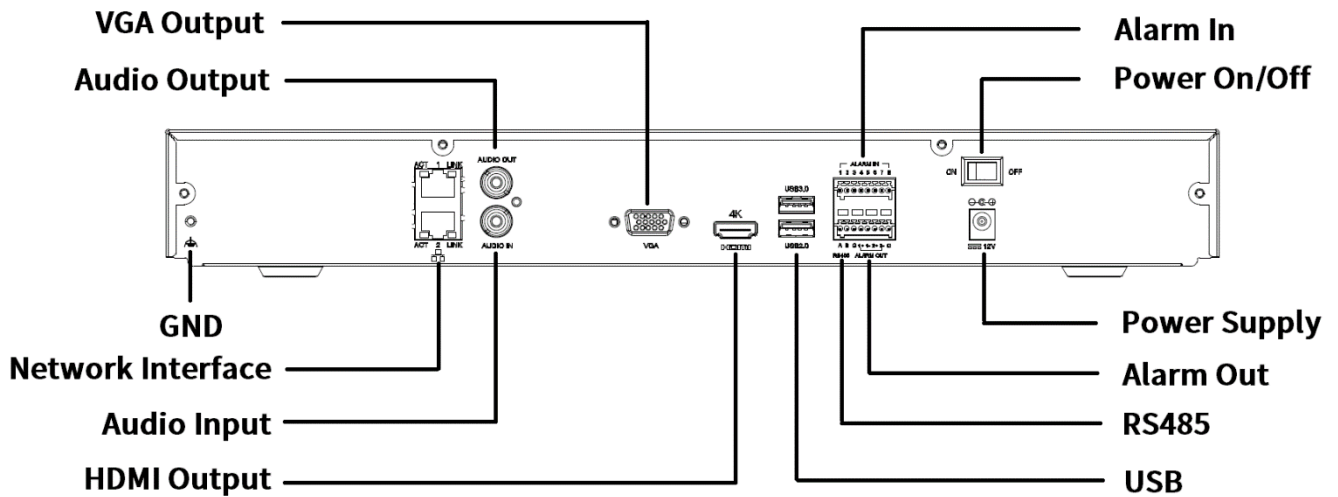 VGA Output
Alarm In
Audio Output
Power On/Off
ACT 1 LINK
AUDIO OUT
ALARM IN
1 2 3 4 5 6 7 8
ON
OFF
USB3.0
4K
12V
ACT 2 LINK
AUDIO IN
VGA
HDMI
USB2.0
RS485
ALARM OUT
GND
Power Supply
Network Interface
Alarm Out
Audio Input
RS485
HDMI Output
USB